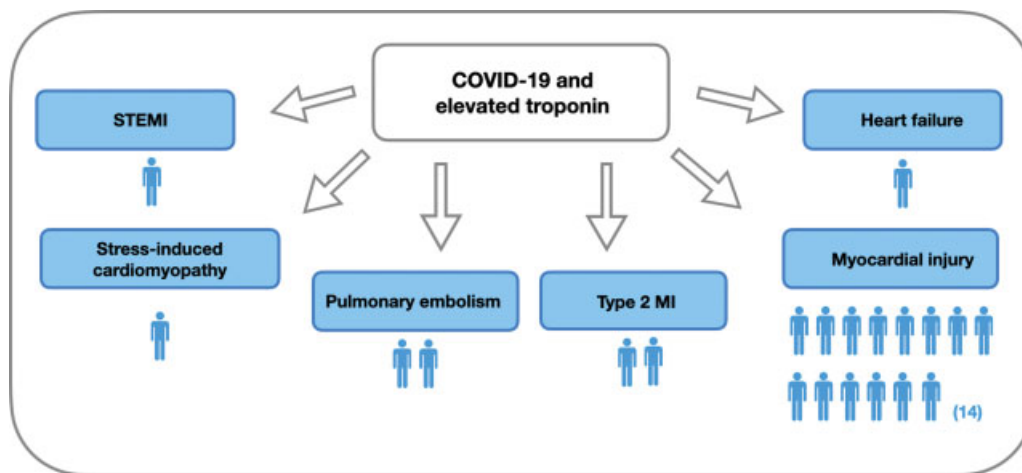 COVID-19 and
elevated troponin
STEMI
Heart failure
Stress-induced
cardiomyopathy
Myocardial injury
Pulmonary embolism
Type 2 MI
(14)